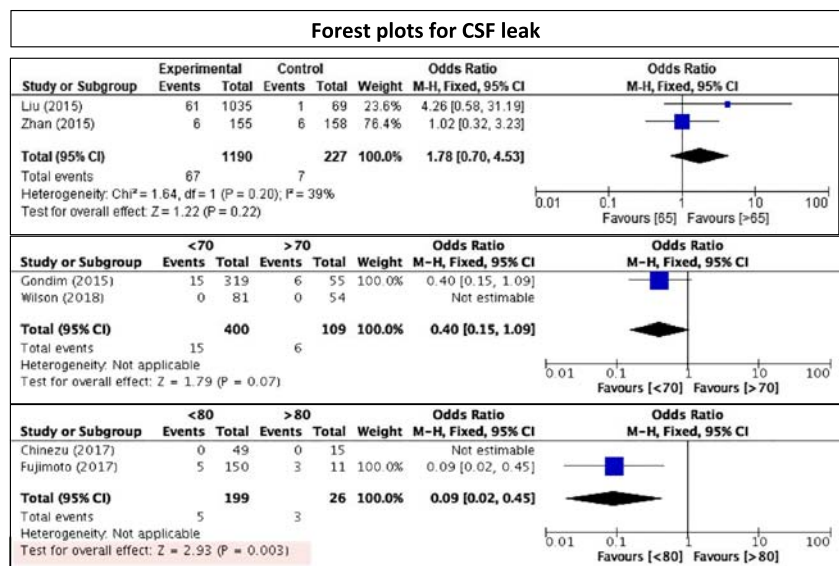 Forest plots for CSF leak
Experimental Control Odds Ratio Odds Ratio
Study or Subgroup Events Total Events Total Weight M-H, Fixed, 95% CI M-H, Fixed, 95% CI
Liu (2015) 61 1035 1 69 23.6% 4.26 [0.58, 31.19]
Zhan (2015) 6 155 6 158 76.4% 1.02 [0.32, 3.23]
Total (95% CI) 1190 227 100.0% 1.78 [0.70, 4.53]
Total events 67 7
Heterogeneity: Chi² = 1.64, df = 1 (P = 0.20); I² = 39%
Test for overall effect: Z = 1.22 (P = 0.22)
0.01 0.1 1 10 100
Favours [65] Favours [>65]
<70 >70 Odds Ratio Odds Ratio
Study or Subgroup Events Total Events Total Weight M-H, Fixed, 95% CI M-H, Fixed, 95% CI
Gondim (2015) 15 319 6 55 100.0% 0.40 [0.15, 1.09]
Wilson (2018) 0 81 0 54 Not estimable
Total (95% CI) 400 109 100.0% 0.40 [0.15, 1.09]
Total events 15 6
Heterogeneity: Not applicable
Test for overall effect: Z = 1.79 (P = 0.07)
0.01 0.1 1 10 100
Favours [<70] Favours [>70]
<80 >80 Odds Ratio Odds Ratio
Study or Subgroup Events Total Events Total Weight M-H, Fixed, 95% CI M-H, Fixed, 95% CI
Chinezu (2017) 0 49 0 15 Not estimable
Fujimoto (2017) 5 150 3 11 100.0% 0.09 [0.02, 0.45]
Total (95% CI) 199 26 100.0% 0.09 [0.02, 0.45]
Total events 5 3
Heterogeneity: Not applicable
Test for overall effect: Z = 2.93 (P = 0.003)
0.01 0.1 1 10 100
Favours [<80] Favours [>80]